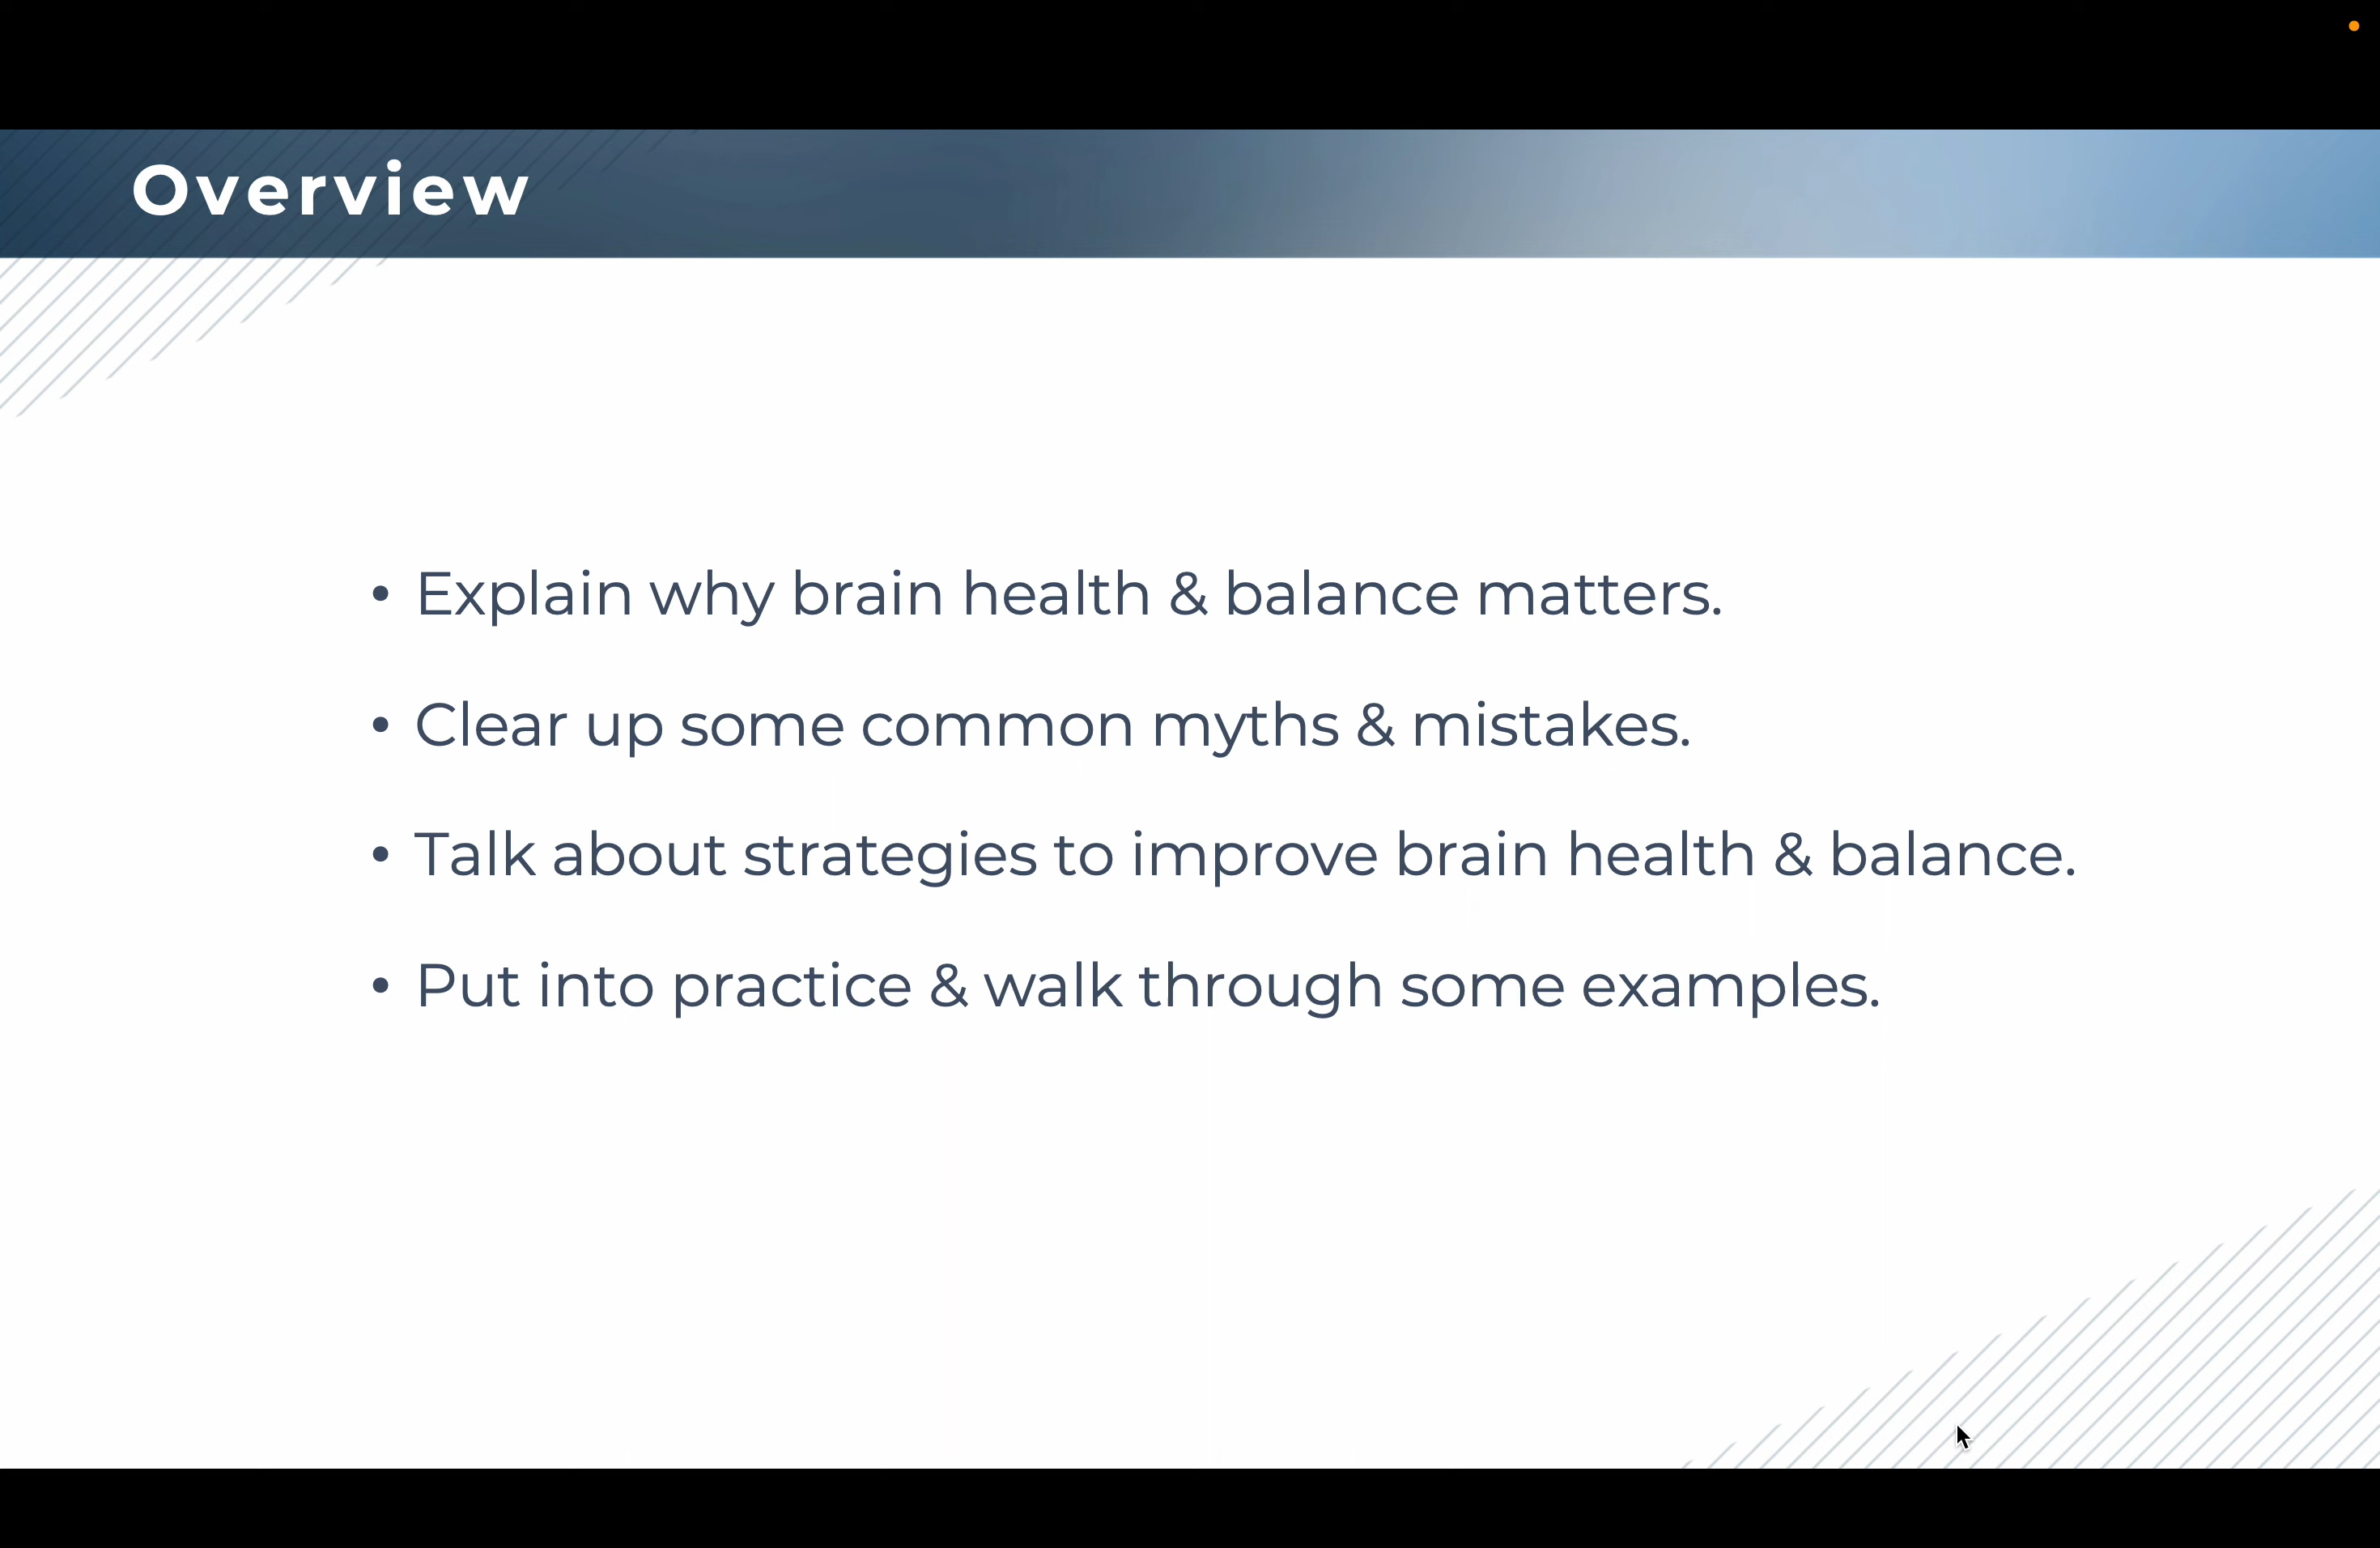 Overview
• Explain why brain health & balance matters.
• Clear up some common myths & mistakes.
• Talk about strategies to improve brain health & balance.
• Put into practice & walk through some examples.